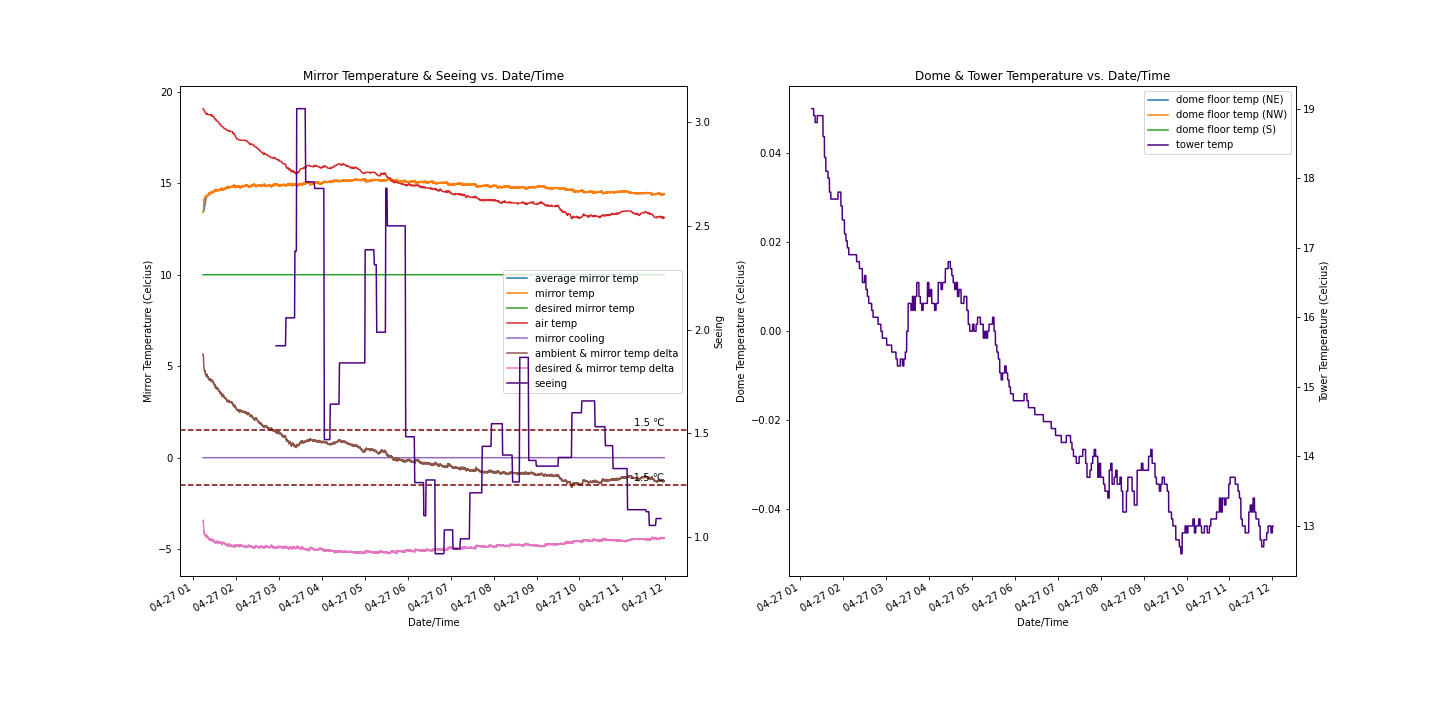 Mirror Temperature & Seeing vs. Date/Time
20
15
10
5
0
−5
Mirror Temperature (Celcius)
3.0
2.5
2.0
1.5
1.0
Seeing
average mirror temp
mirror temp
desired mirror temp
air temp
mirror cooling
ambient & mirror temp delta
desired & mirror temp delta
seeing
1.5 °C
-1.5 °C
04-27 01
04-27 02
04-27 03
04-27 04
04-27 05
04-27 06
04-27 07
04-27 08
04-27 09
04-27 10
04-27 11
04-27 12
Date/Time
Dome & Tower Temperature vs. Date/Time
0.04
0.02
0.00
−0.02
−0.04
Dome Temperature (Celcius)
dome floor temp (NE)
dome floor temp (NW)
dome floor temp (S)
tower temp
19
18
17
16
15
14
13
Tower Temperature (Celcius)
04-27 01
04-27 02
04-27 03
04-27 04
04-27 05
04-27 06
04-27 07
04-27 08
04-27 09
04-27 10
04-27 11
04-27 12
Date/Time